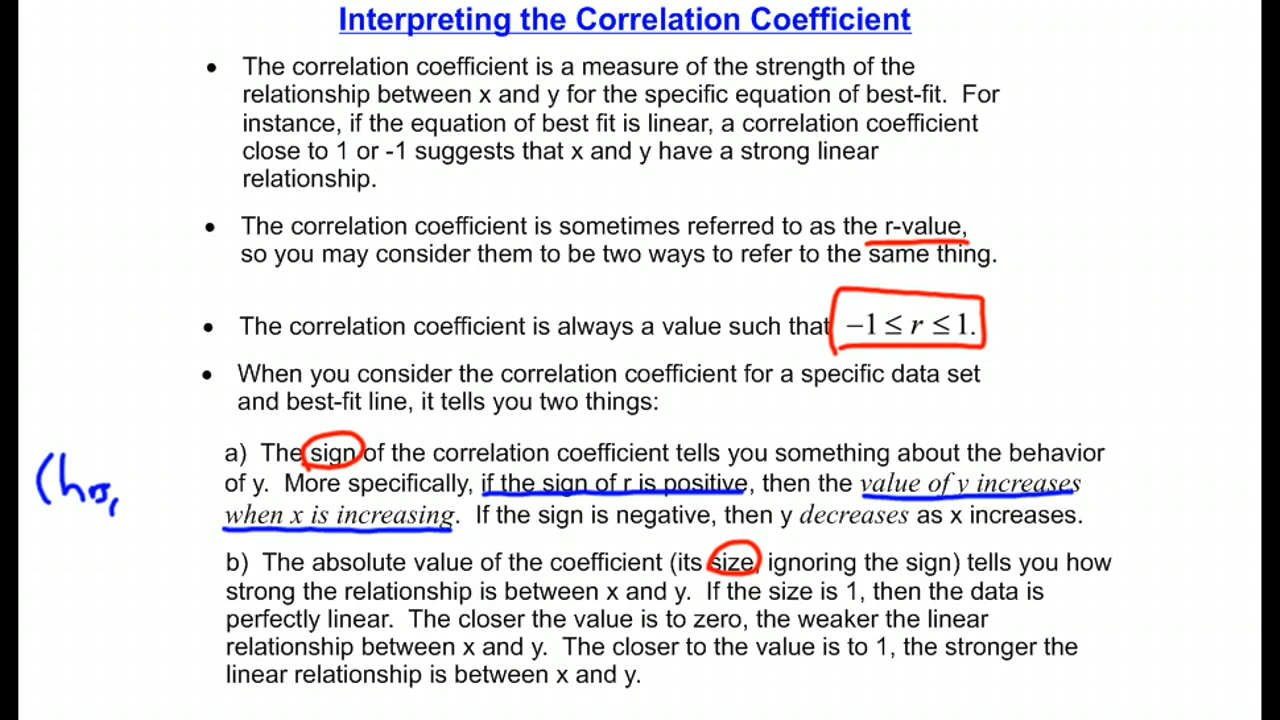 Interpreting the Correlation Coefficient
• The correlation coefficient is a measure of the strength of the
relationship between x and y for the specific equation of best-fit. For
instance, if the equation of best fit is linear, a correlation coefficient
close to 1 or -1 suggests that x and y have a strong linear
relationship.
• The correlation coefficient is sometimes referred to as the r-value,
so you may consider them to be two ways to refer to the same thing.
• The correlation coefficient is always a value such that −1 ≤ r ≤ 1.
• When you consider the correlation coefficient for a specific data set
and best-fit line, it tells you two things:
a) The sign of the correlation coefficient tells you something about the behavior
of y. More specifically, if the sign of r is positive, then the value of y increases
when x is increasing. If the sign is negative, then y decreases as x increases.
b) The absolute value of the coefficient (its size, ignoring the sign) tells you how
strong the relationship is between x and y. If the size is 1, then the data is
perfectly linear. The closer the value is to zero, the weaker the linear
relationship between x and y. The closer to the value is to 1, the stronger the
linear relationship is between x and y.